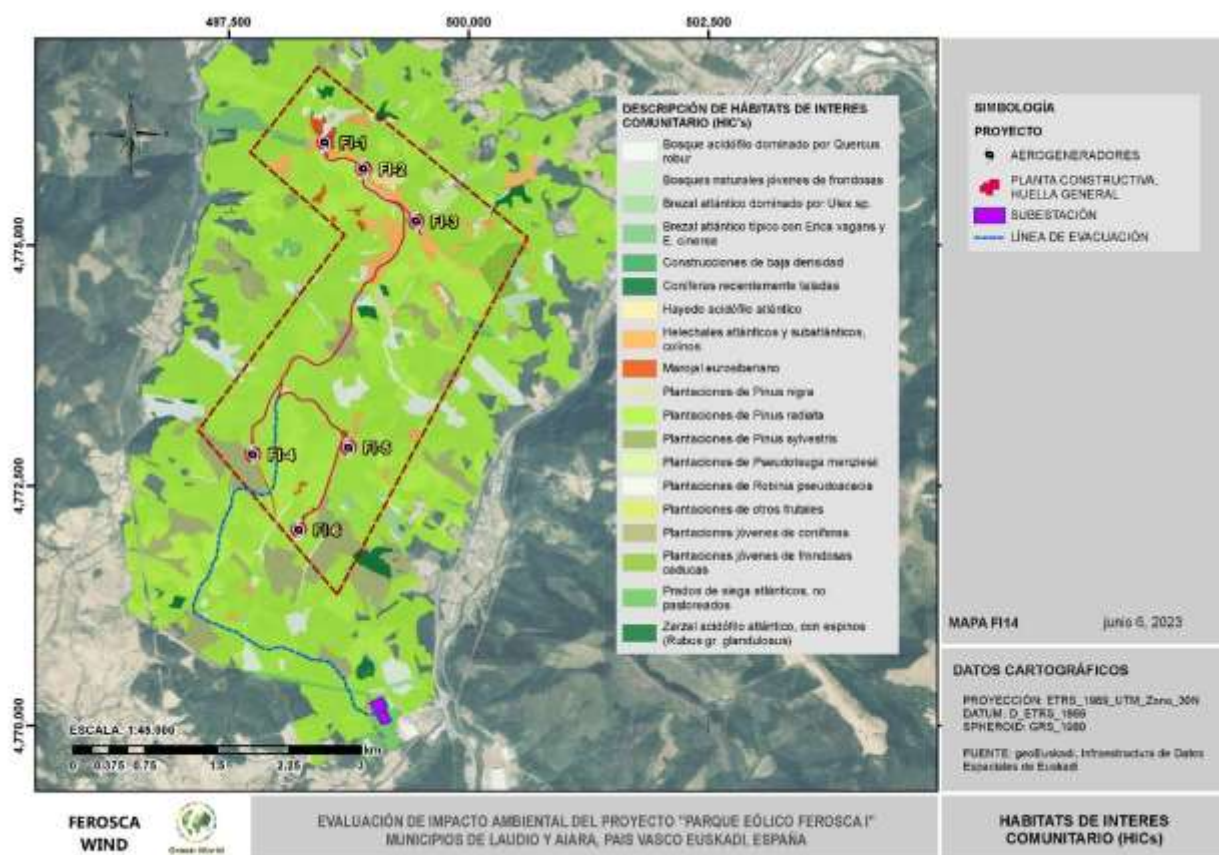 497,500
500,000
502,500
4,775,000
4,772,500
4,770,000
FI-1
FI-2
FI-3
FI-4
FI-5
FI-6
ESCALA: 1:45.000
km
0 0.375 0.75 1.5 2.25 3
DESCRIPCIÓN DE HÁBITATS DE INTERES
COMUNITARIO (HIC's)
Bosque acidófilo dominado por Quercus
robur
Bosques naturales jóvenes de frondosas
Brezal atlántico dominado por Ulex sp.
Brezal atlántico típico con Erica vagans y
E. cinerea
Construcciones de baja densidad
Coníferas recientemente taladas
Hayedo acidófilo atlántico
Helechales atlánticos y subatlánticos,
colinos
Marojal eurosiberiano
Plantaciones de Pinus nigra
Plantaciones de Pinus radiata
Plantaciones de Pinus sylvestris
Plantaciones de Pseudotsuga menziesii
Plantaciones de Robinia pseudoacacia
Plantaciones de otros frutales
Plantaciones jóvenes de coníferas
Plantaciones jóvenes de frondosas
caducas
Prados de siega atlánticos, no
pastoreados
Zarzal acidófilo atlántico, con espinos
(Rubus gr. glandulosus)
SIMBOLOGÍA
PROYECTO
AEROGENERADORES
PLANTA CONSTRUCTIVA,
HUELLA GENERAL
SUBESTACIÓN
LÍNEA DE EVACUACIÓN
MAPA FI14 junio 6, 2023
DATOS CARTOGRÁFICOS
PROYECCIÓN: ETRS_1989_UTM_Zona_30N
DATUM: D_ETRS_1989
SPHEROID: GRS_1980
FUENTE: geoEuskadi, Infraestructura de Datos
Espaciales de Euskadi
FEROSCA
WIND
Green World
EVALUACIÓN DE IMPACTO AMBIENTAL DEL PROYECTO "PARQUE EÓLICO FEROSCA I"
MUNICIPIOS DE LAUDIO Y AIARA, PAIS VASCO EUSKADI, ESPAÑA
HABITATS DE INTERES
COMUNITARIO (HICs)